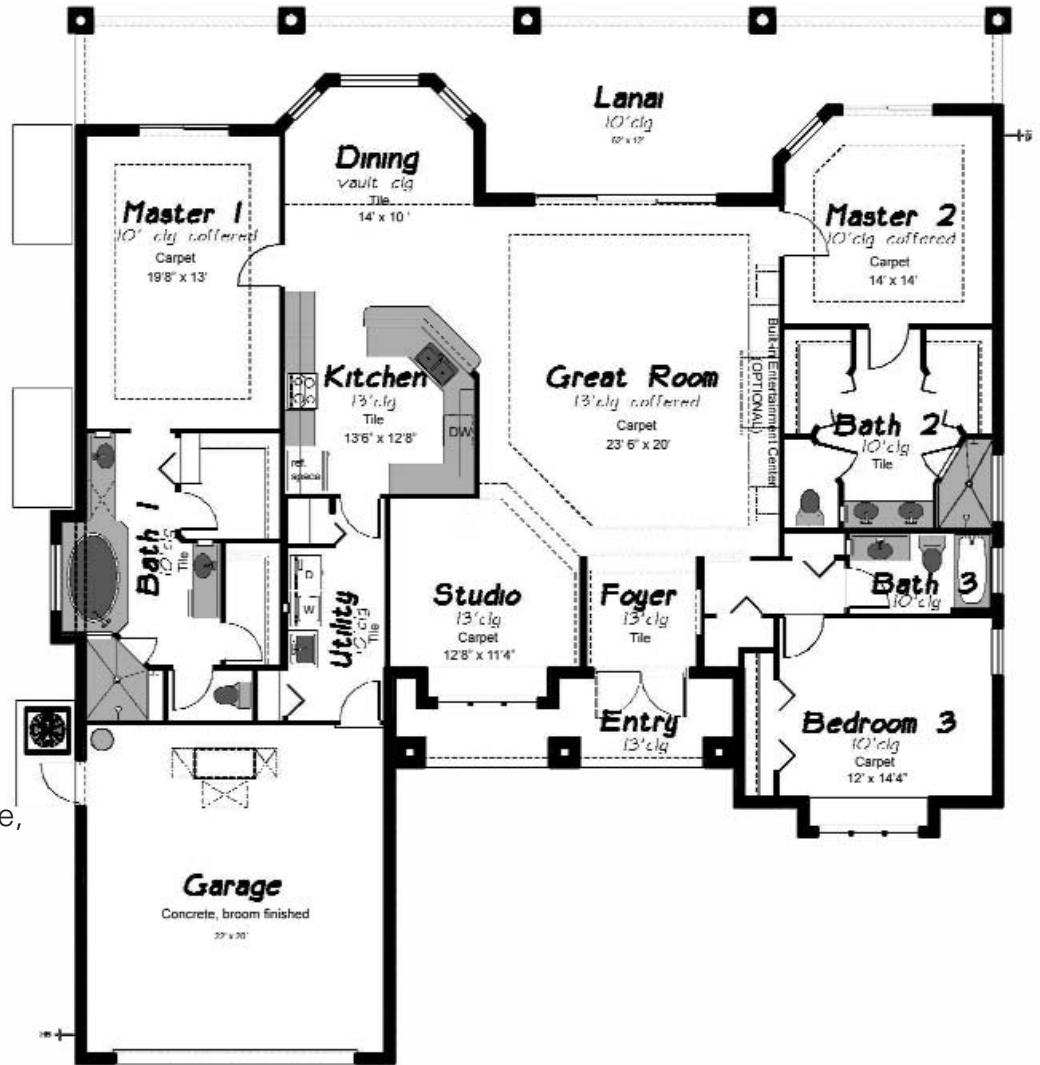 Lanai
10' clg
62' x 12'
Dining
vault clg
Tile
14' x 10'
Master 1
10' clg coffered
Carpet
19'8" x 13'
Master 2
10' clg coffered
Carpet
14' x 14'
Kitchen
13' clg
Tile
13'6" x 12'8"
DW
ref. space
Great Room
13' clg coffered
Carpet
23' 6" x 20'
Built-in Entertainment Center
(OPTIONAL)
Bath 2
10' clg
Tile
Bath 1
10' clg
Tile
D
W
Utility
10' clg
Tile
Studio
13' clg
Carpet
12'8" x 11'4"
Foyer
13' clg
Tile
Bath 3
10' clg
Entry
13' clg
Bedroom 3
10' clg
Carpet
12' x 14'4"
e,
Garage
Concrete, broom finished
22' x 20'
HB